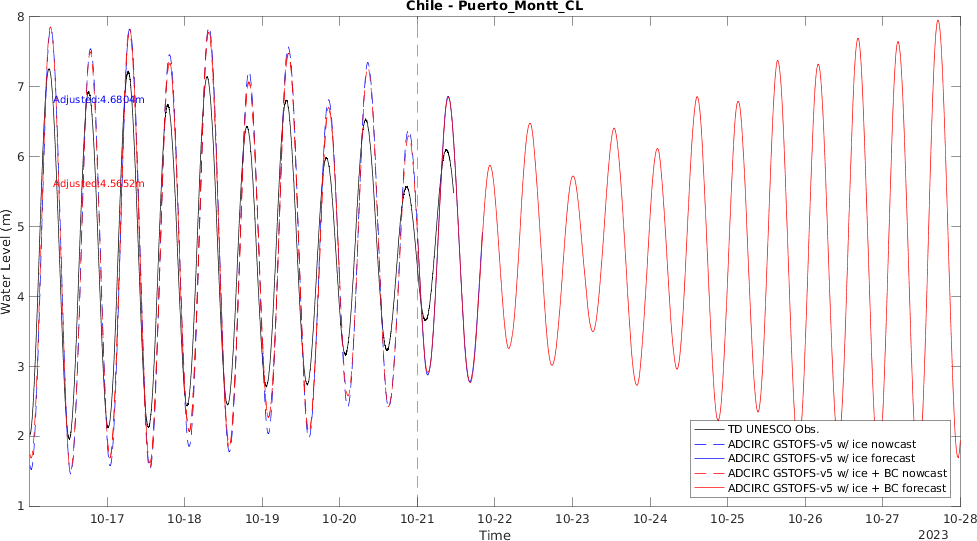 Chile - Puerto_Montt_CL
8
7
6
5
4
3
2
1
Water Level (m)
Adjusted:4.6804m
Adjusted:4.5652m
TD UNESCO Obs.
ADCIRC GSTOFS-v5 w/ ice nowcast
ADCIRC GSTOFS-v5 w/ ice forecast
ADCIRC GSTOFS-v5 w/ ice + BC nowcast
ADCIRC GSTOFS-v5 w/ ice + BC forecast
10-17 10-18 10-19 10-20 10-21 10-22 10-23 10-24 10-25 10-26 10-27 10-28
Time
2023